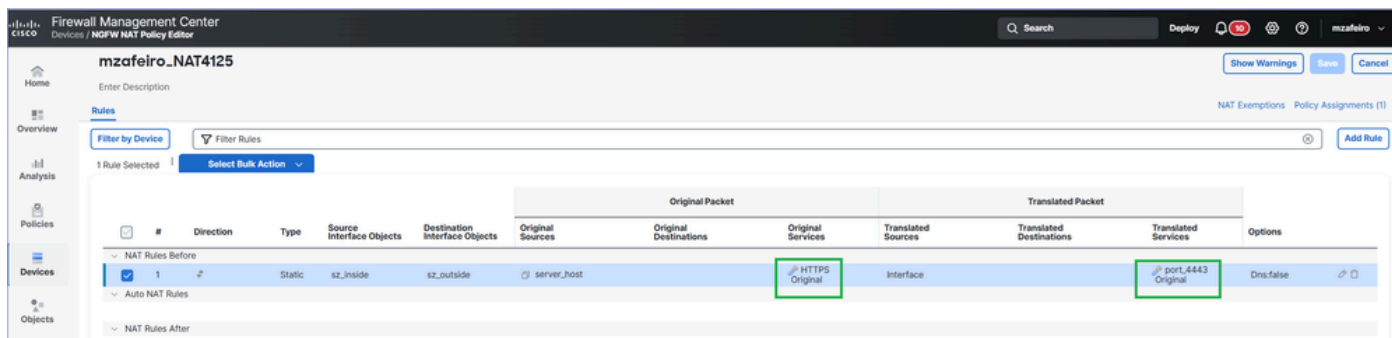 CISCO
Firewall Management Center
Devices / NGFW NAT Policy Editor
Search
Deploy
10
mzafeiro
Home
Overview
Analysis
Policies
Devices
Objects
mzafeiro_NAT4125
Show Warnings
Save
Cancel
Enter Description
Rules
NAT Exemptions
Policy Assignments (1)
Filter by Device
Filter Rules
Add Rule
1 Rule Selected
Select Bulk Action
Original Packet
Translated Packet
#
Direction
Type
Source Interface Objects
Destination Interface Objects
Original Sources
Original Destinations
Original Services
Translated Sources
Translated Destinations
Translated Services
Options
NAT Rules Before
1
Static
sz_inside
sz_outside
server_host
HTTPS
Original
Interface
port_4443
Original
Dns:false
Auto NAT Rules
NAT Rules After